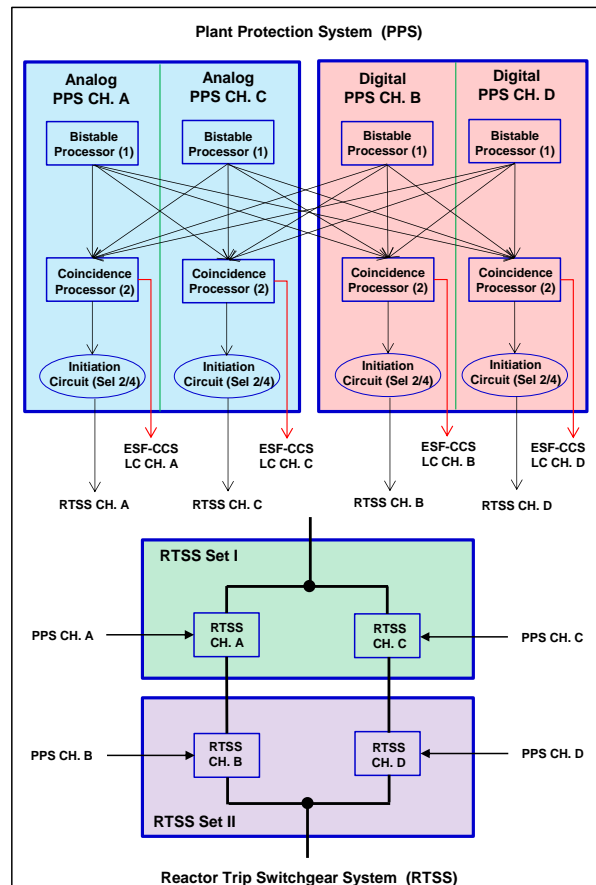 Plant Protection System (PPS)
Analog
PPS CH. A
Analog
PPS CH. C
Digital
PPS CH. B
Digital
PPS CH. D
Bistable
Processor (1)
Bistable
Processor (1)
Bistable
Processor (1)
Bistable
Processor (1)
Coincidence
Processor (2)
Coincidence
Processor (2)
Coincidence
Processor (2)
Coincidence
Processor (2)
Initiation
Circuit (Sel 2/4)
Initiation
Circuit (Sel 2/4)
Initiation
Circuit (Sel 2/4)
Initiation
Circuit (Sel 2/4)
ESF-CCS
LC CH. A
ESF-CCS
LC CH. C
ESF-CCS
LC CH. B
ESF-CCS
LC CH. D
RTSS CH. A
RTSS CH. C
RTSS CH. B
RTSS CH. D
RTSS Set I
PPS CH. A
RTSS
CH. A
RTSS
CH. C
PPS CH. C
PPS CH. B
RTSS
CH. B
RTSS
CH. D
PPS CH. D
RTSS Set II
Reactor Trip Switchgear System (RTSS)